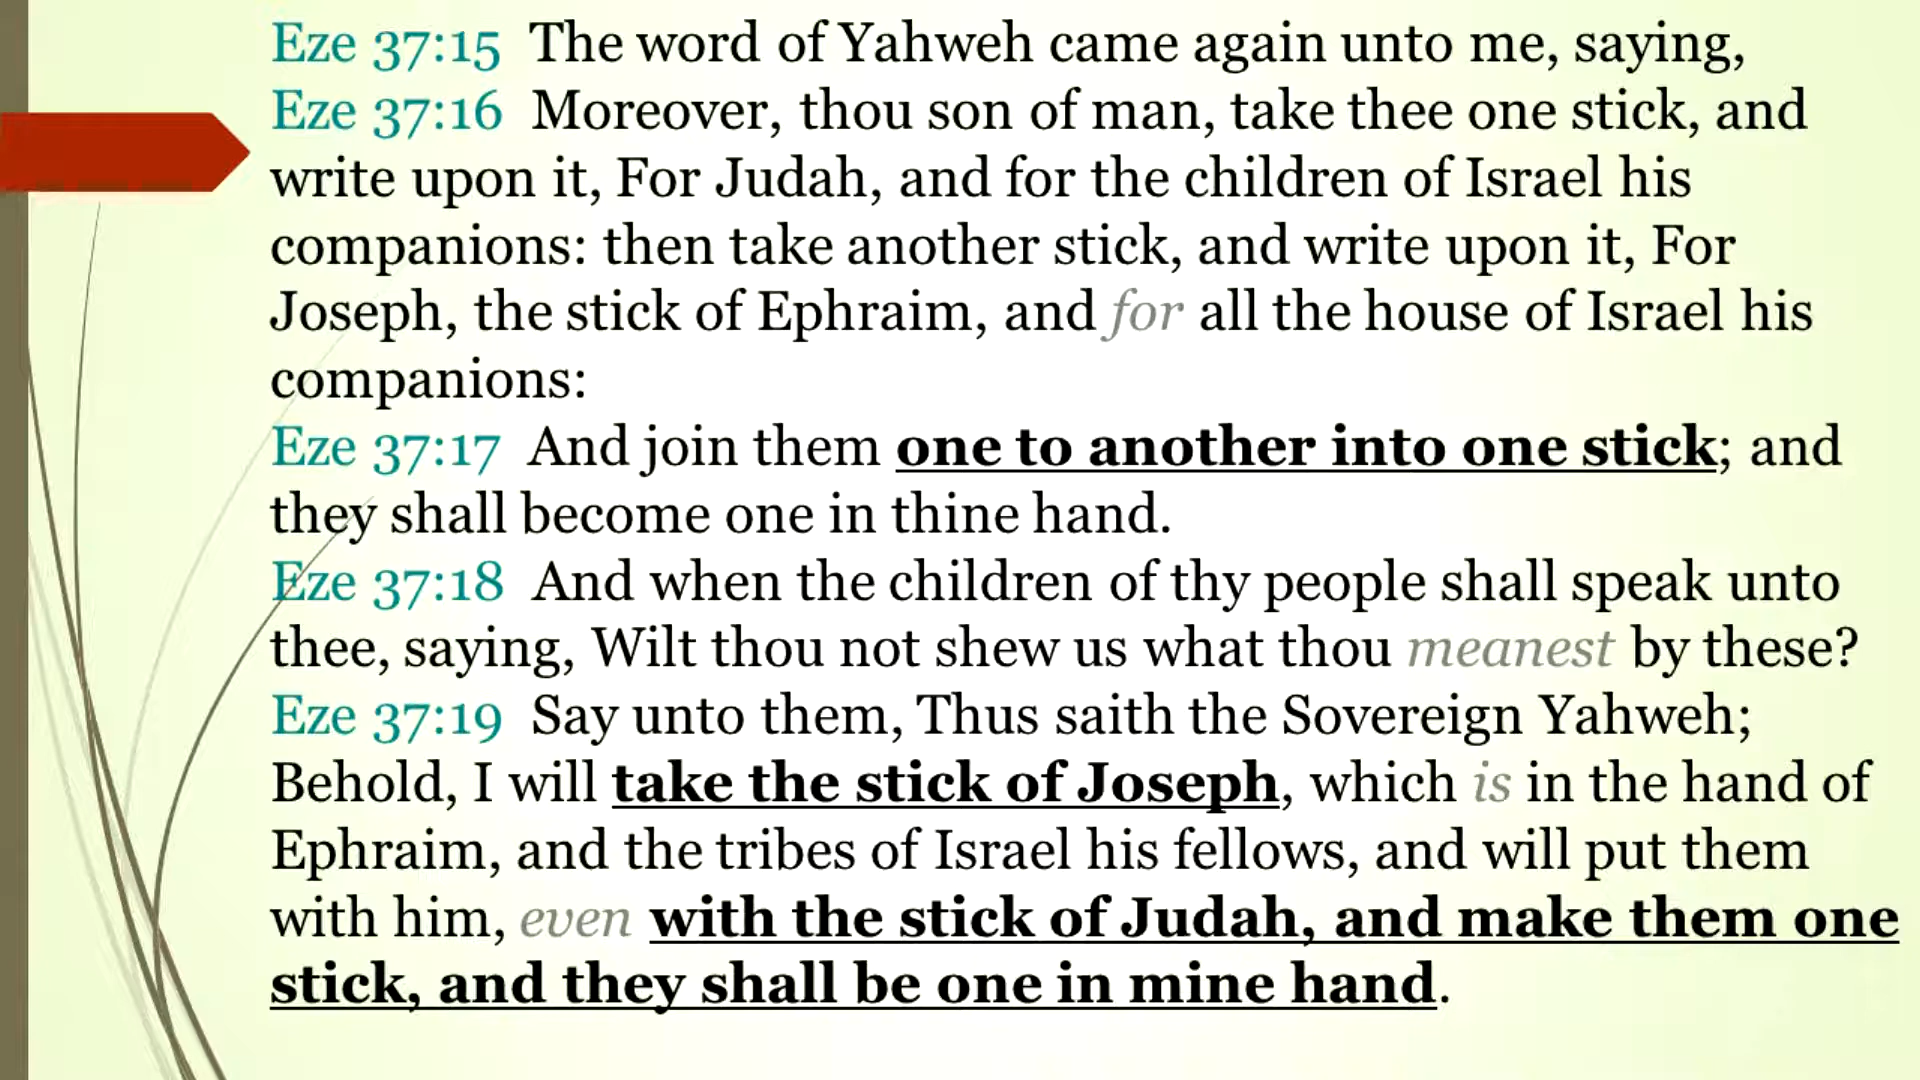 Eze 37:15 The word of Yahweh came again unto me, saying,
Eze 37:16 Moreover, thou son of man, take thee one stick, and
write upon it, For Judah, and for the children of Israel his
companions: then take another stick, and write upon it, For
Joseph, the stick of Ephraim, and for all the house of Israel his
companions:
Eze 37:17 And join them one to another into one stick; and
they shall become one in thine hand.
Eze 37:18 And when the children of thy people shall speak unto
thee, saying, Wilt thou not shew us what thou meanest by these?
Eze 37:19 Say unto them, Thus saith the Sovereign Yahweh;
Behold, I will take the stick of Joseph, which is in the hand of
Ephraim, and the tribes of Israel his fellows, and will put them
with him, even with the stick of Judah, and make them one
stick, and they shall be one in mine hand.